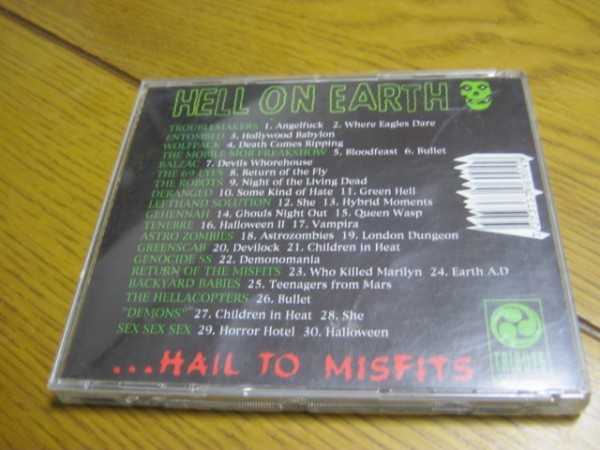 HELL ON EARTH
TROUBLEMAKERS 1. Angelfuck 2. Where Eagles Dare
ENTOMBED 3. Hollywood Babylon
WOLFPACK 4. Death Comes Ripping
THE MOBILE MOB FREAKSHOW 5. Bloodfeast 6. Bullet
BALZAC 7. Devils Whorehouse
THE 69 EYES 8. Return of the Fly
THE ROBOTS 9. Night of the Living Dead
DERANGED 10. Some Kind of Hate 11. Green Hell
LEFTHAND SOLUTION 12. She 13. Hybrid Moments
GEHENNAH 14. Ghouls Night Out 15. Queen Wasp
TENEBRE 16. Halloween II 17. Vampira
ASTRO ZOMBIES 18. Astrozombies 19. London Dungeon
GREENSCAB 20. Devilock 21. Children in Heat
GENOCIDE SS 22. Demonomania
RETURN OF THE MISFITS 23. Who Killed Marilyn 24. Earth A.D
BACKYARD BABIES 25. Teenagers from Mars
THE HELLACOPTERS 26. Bullet
"DEMONS" 27. Children in Heat 28. She
SEX SEX SEX 29. Horror Hotel 30. Halloween
...HAIL TO MISFITS
TRIBUTE